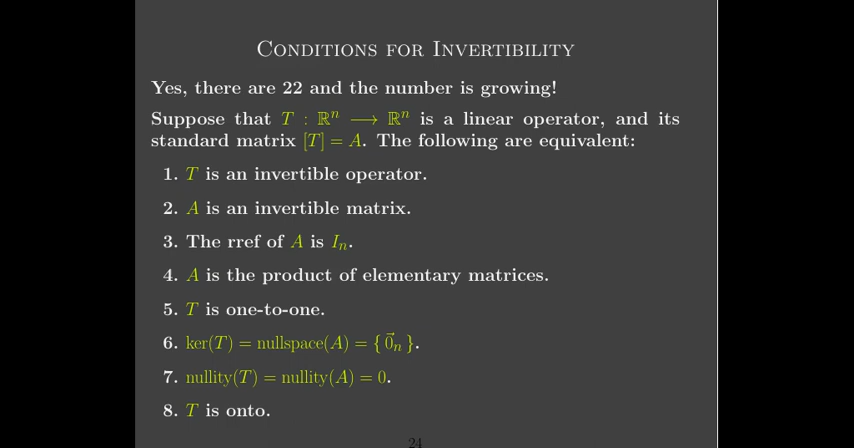 Conditions for Invertibility
Yes, there are 22 and the number is growing!
Suppose that T : ℝⁿ ⟶ ℝⁿ is a linear operator, and its
standard matrix [T] = A. The following are equivalent:
1. T is an invertible operator.
2. A is an invertible matrix.
3. The rref of A is Iₙ.
4. A is the product of elementary matrices.
5. T is one-to-one.
6. ker(T) = nullspace(A) = { 0⃗ₙ }.
7. nullity(T) = nullity(A) = 0.
8. T is onto.
24